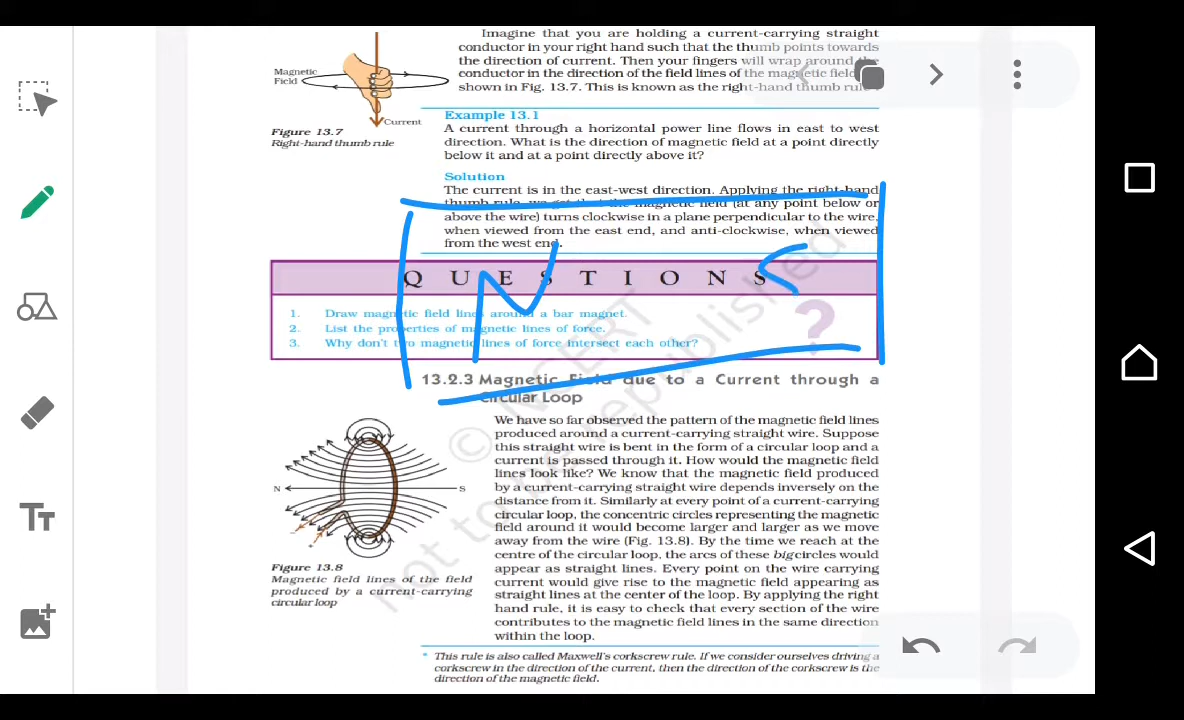 Imagine that you are holding a current-carrying straight
conductor in your right hand such that the thumb points towards
the direction of current. Then your fingers will wrap around the
conductor in the direction of the field lines of the magnetic field
shown in Fig. 13.7. This is known as the right-hand thumb rule
Magnetic
Field
Current
Figure 13.7
Right-hand thumb rule
Example 13.1
A current through a horizontal power line flows in east to west
direction. What is the direction of magnetic field at a point directly
below it and at a point directly above it?
Solution
The current is in the east-west direction. Applying the right-hand
thumb rule, we get that the magnetic field (at any point below or
above the wire) turns clockwise in a plane perpendicular to the wire,
when viewed from the east end, and anti-clockwise, when viewed
from the west end.
QUESTIONS
?
1. Draw magnetic field lines around a bar magnet.
2. List the properties of magnetic lines of force.
3. Why don't two magnetic lines of force intersect each other?
N S
13.2.3 Magnetic Field due to a Current through a
Circular Loop
We have so far observed the pattern of the magnetic field lines
produced around a current-carrying straight wire. Suppose
this straight wire is bent in the form of a circular loop and a
current is passed through it. How would the magnetic field
lines look like? We know that the magnetic field produced
by a current-carrying straight wire depends inversely on the
distance from it. Similarly at every point of a current-carrying
circular loop, the concentric circles representing the magnetic
field around it would become larger and larger as we move
away from the wire (Fig. 13.8). By the time we reach at the
centre of the circular loop, the arcs of these big circles would
appear as straight lines. Every point on the wire carrying
current would give rise to the magnetic field appearing as
straight lines at the center of the loop. By applying the right
hand rule, it is easy to check that every section of the wire
contributes to the magnetic field lines in the same direction
within the loop.
N S
Figure 13.8
Magnetic field lines of the field
produced by a current-carrying
circular loop
* This rule is also called Maxwell's corkscrew rule. If we consider ourselves driving a
corkscrew in the direction of the current, then the direction of the corkscrew is the
direction of the magnetic field.
© NCERT
not to be republished
Tт